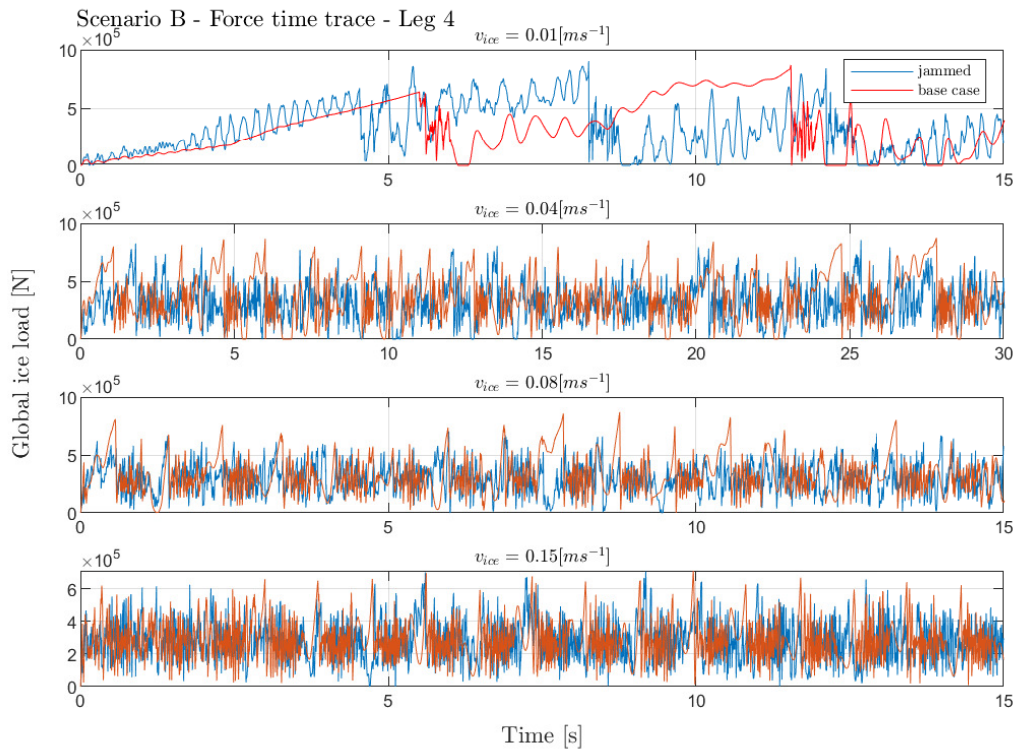 Scenario B - Force time trace - Leg 4
×10^5
v_ice = 0.01[ms^-1]
10
5
0
jammed
base case
0 5 10 15
×10^5
v_ice = 0.04[ms^-1]
10
5
0
0 5 10 15 20 25 30
×10^5
v_ice = 0.08[ms^-1]
10
5
0
0 5 10 15
×10^5
v_ice = 0.15[ms^-1]
6
4
2
0
0 5 10 15
Global ice load [N]
Time [s]